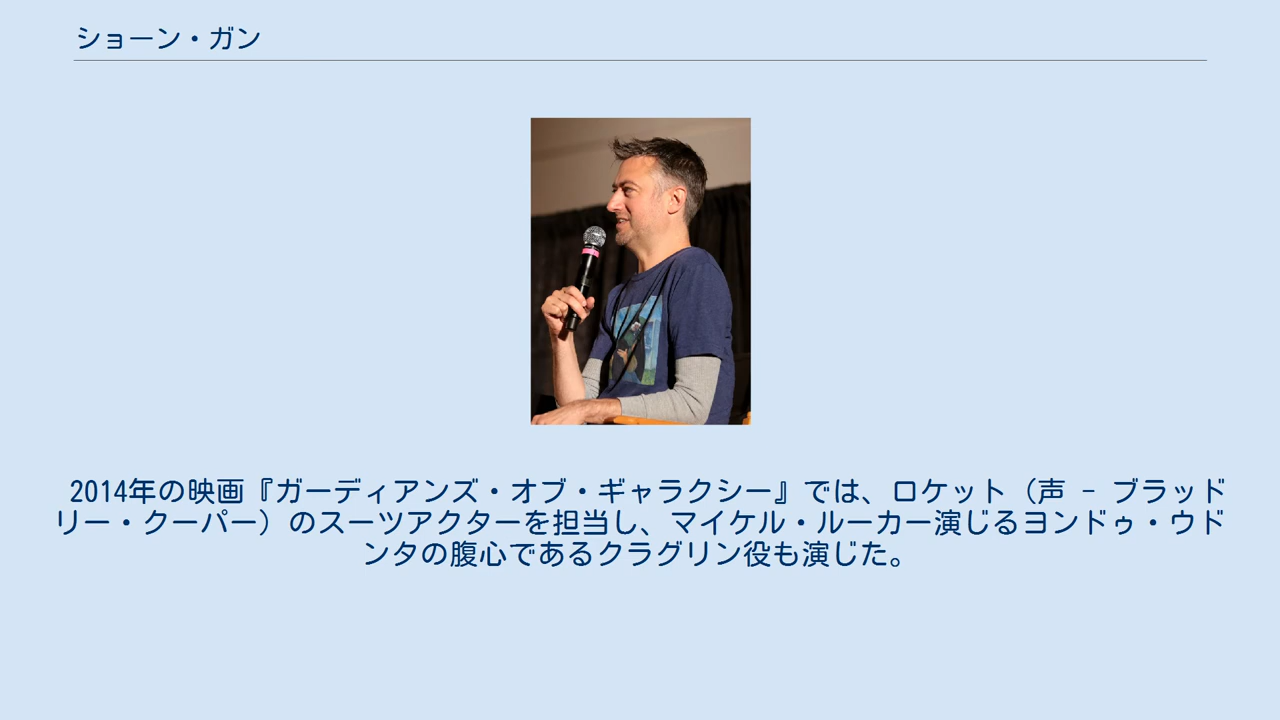 ショーン・ガン
2014年の映画『ガーディアンズ・オブ・ギャラクシー』では、ロケット（声 - ブラッド
リー・クーパー）のスーツアクターを担当し、マイケル・ルーカー演じるヨンドゥ・ウド
ンタの腹心であるクラグリン役も演じた。